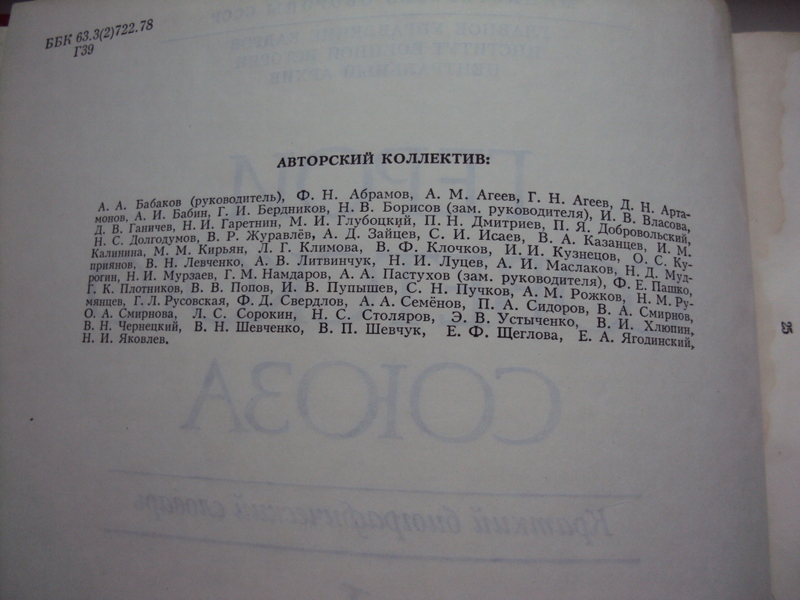 ББК 63.3(2)722.78
Г39
АВТОРСКИЙ КОЛЛЕКТИВ:
А. А. Бабаков (руководитель), Ф. Н. Абрамов, А. М. Агеев, Г. Н. Агеев, Д. Н. Арта-
монов, А. И. Бабин, Г. И. Бердников, Н. В. Борисов (зам. руководителя), И. В. Власова,
Д. В. Ганичев, Н. И. Гаретнин, М. И. Глубоцкий, П. Н. Дмитриев, П. Я. Добровольский,
Н. С. Долгодумов, В. Р. Журавлёв, А. Д. Зайцев, С. И. Исаев, В. А. Казанцев, И. М.
Калинина, М. М. Кирьян, Л. Г. Климова, В. Ф. Клочков, И. И. Кузнецов, О. С. Ку-
приянов, В. Н. Левченко, А. В. Литвинчук, Н. И. Луцев, А. И. Маслаков, Н. Д. Муд-
рогин, Н. И. Мурзаев, Г. М. Намдаров, А. А. Пастухов (зам. руководителя), Ф. Е. Пашко,
Г. К. Плотников, В. В. Попов, И. В. Пупышев, С. Н. Пучков, А. М. Рожков, Н. М. Ру-
мянцев, Г. Л. Русовская, Ф. Д. Свердлов, А. А. Семёнов, П. А. Сидоров, В. А. Смирнов,
О. А. Смирнова, Л. С. Сорокин, Н. С. Столяров, Э. В. Устыченко, В. И. Хлюпин,
В. Н. Чернецкий, В. Н. Шевченко, В. П. Шевчук, Е. Ф. Щеглова, Е. А. Ягодинский,
Н. И. Яковлев.
СОЮЗА
Краткий биографический словарь
25